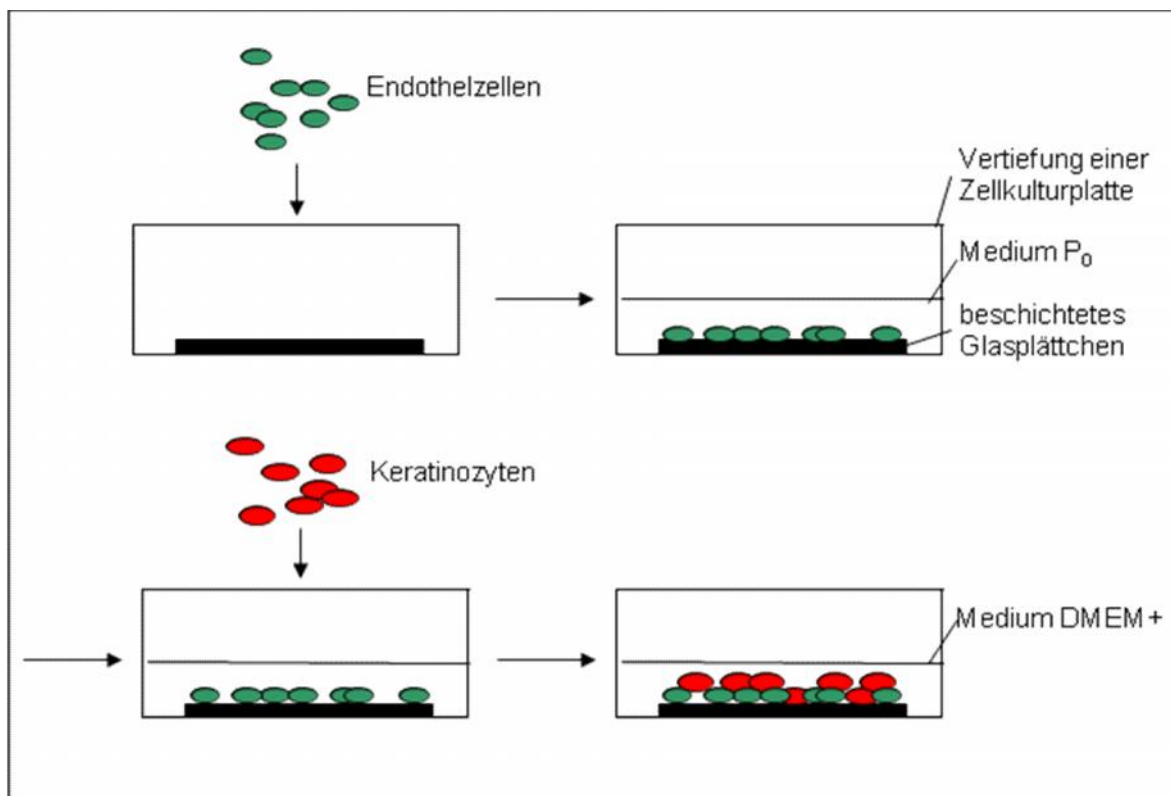 Endothelzellen
Vertiefung einer
Zellkulturplatte
Medium P₀
beschichtetes
Glasplättchen
Keratinozyten
Medium DMEM+